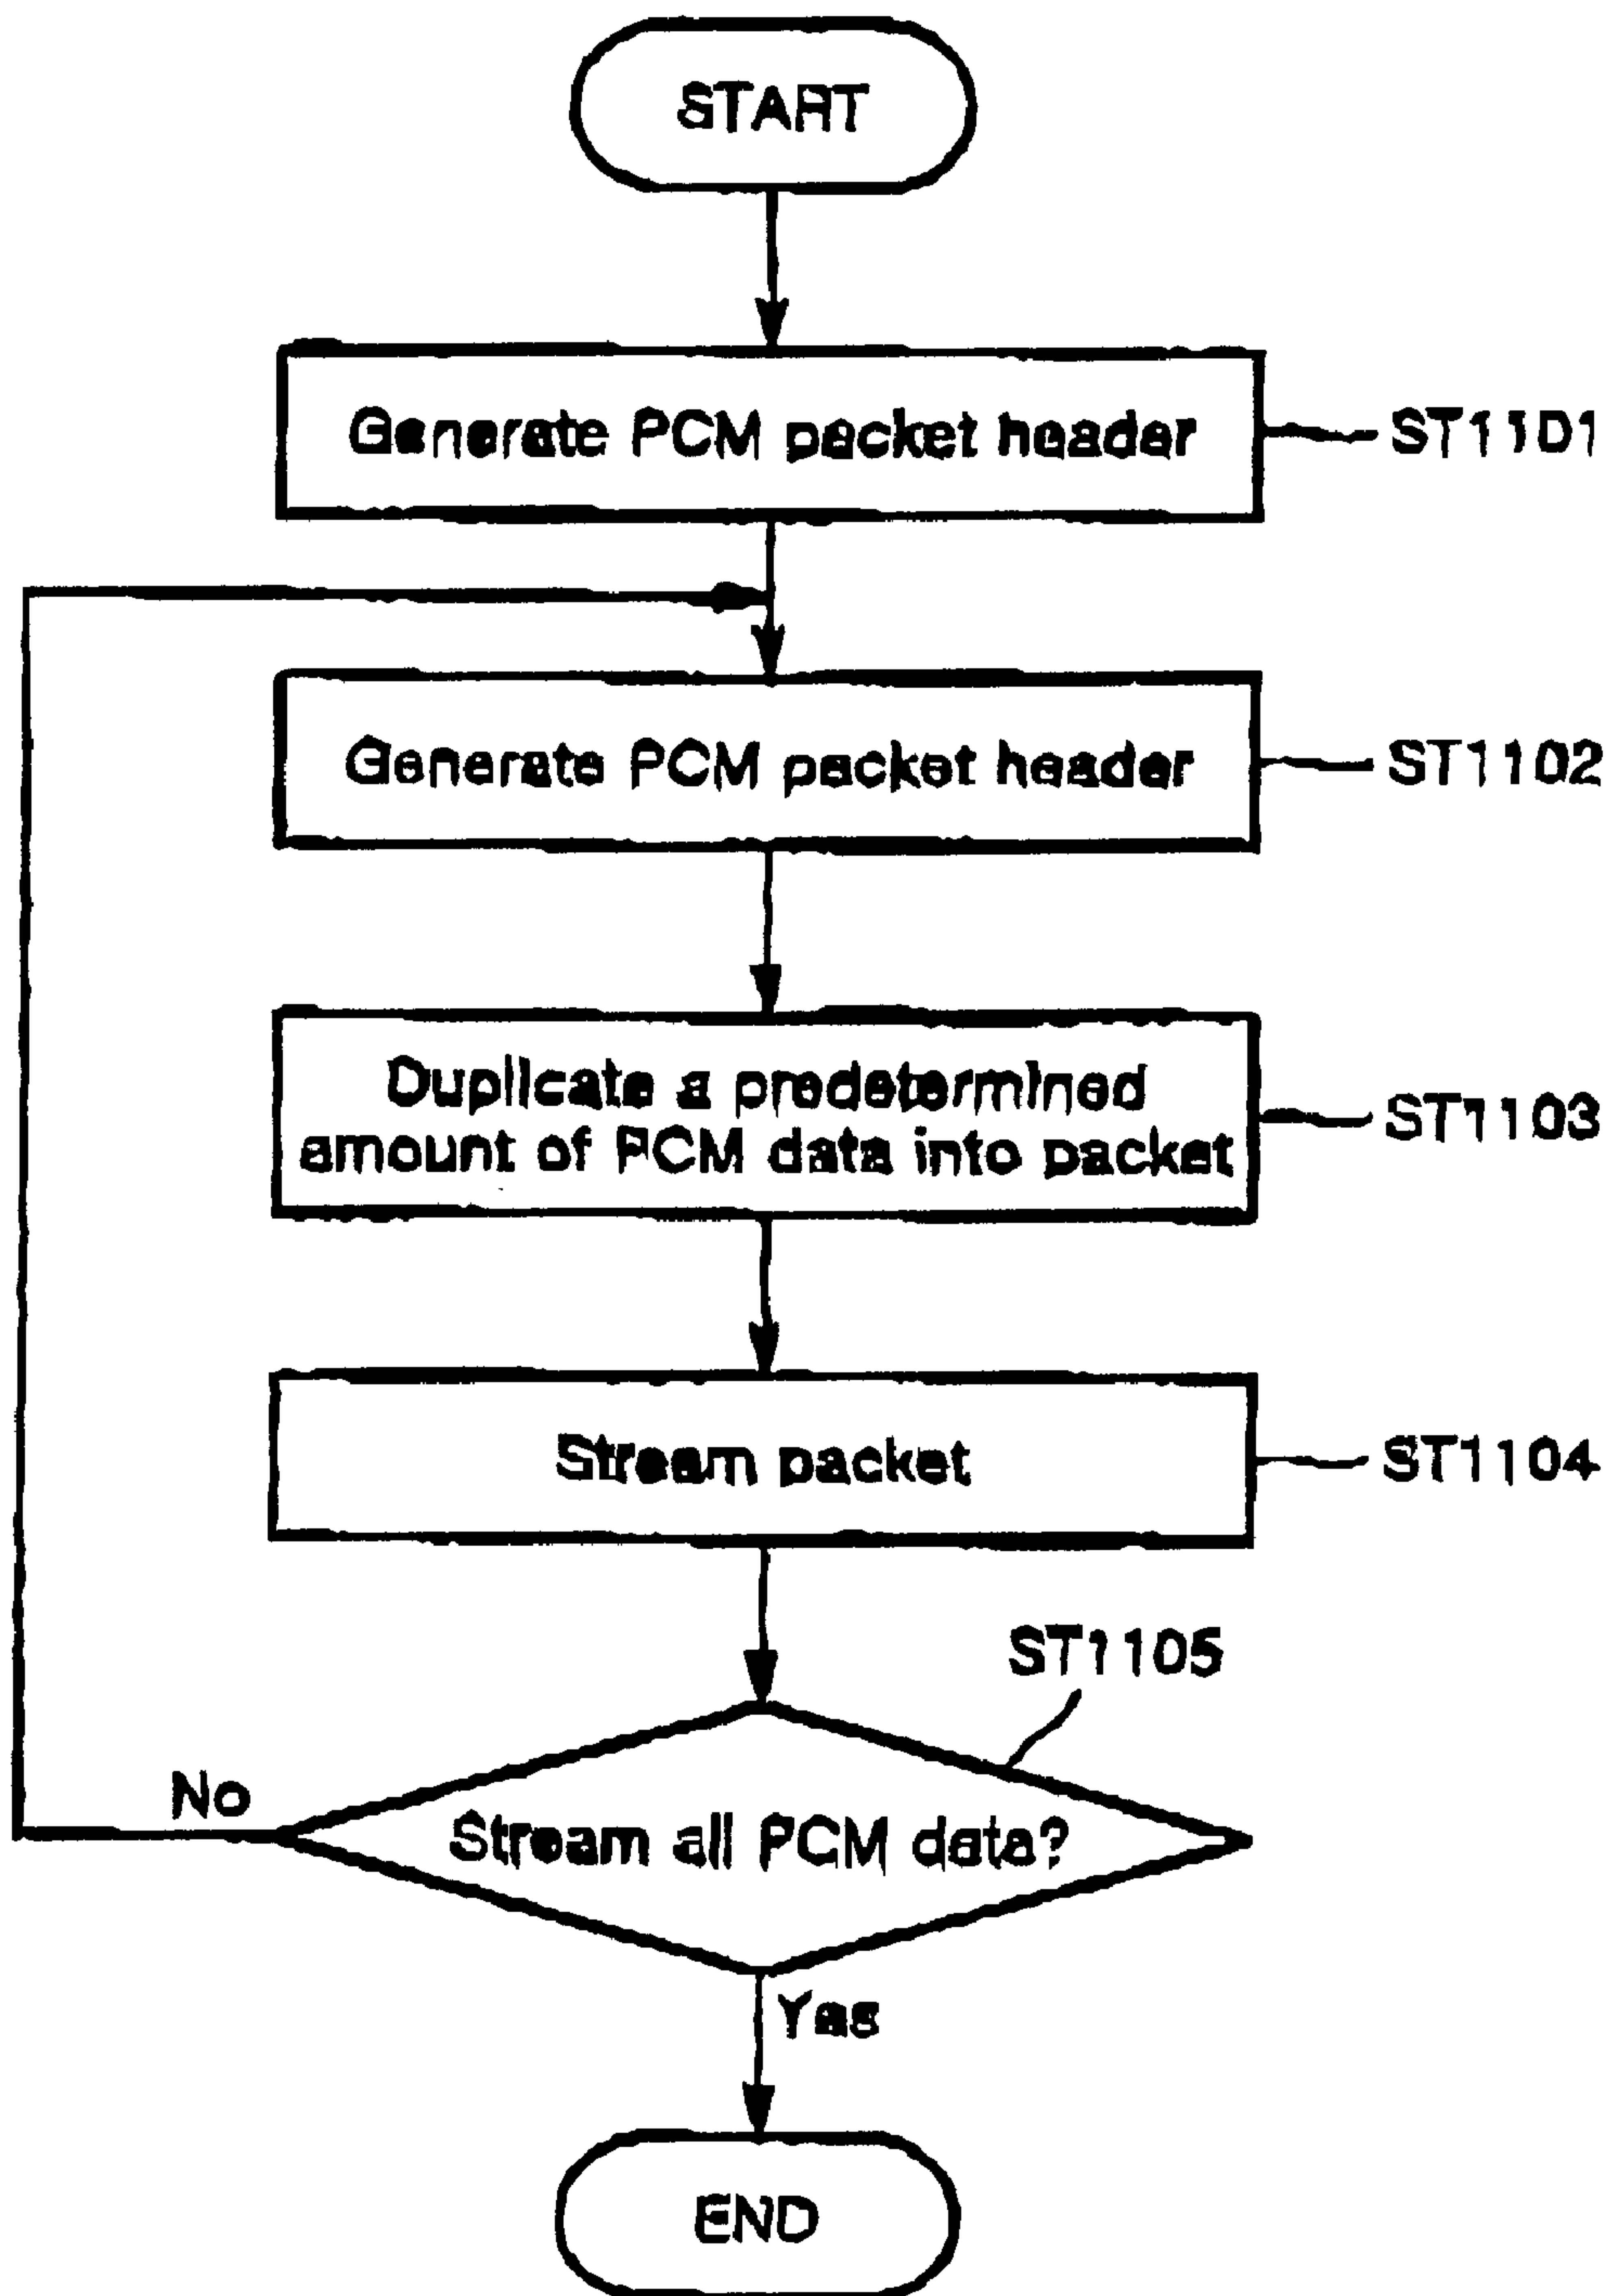 START
Generate PCM packet header
ST1101
Generate PCM packet header
ST1102
Duplicate a predetermined
amount of PCM data into packet
ST1103
Stream packet
ST1104
ST1105
No
Stream all PCM data?
Yes
END